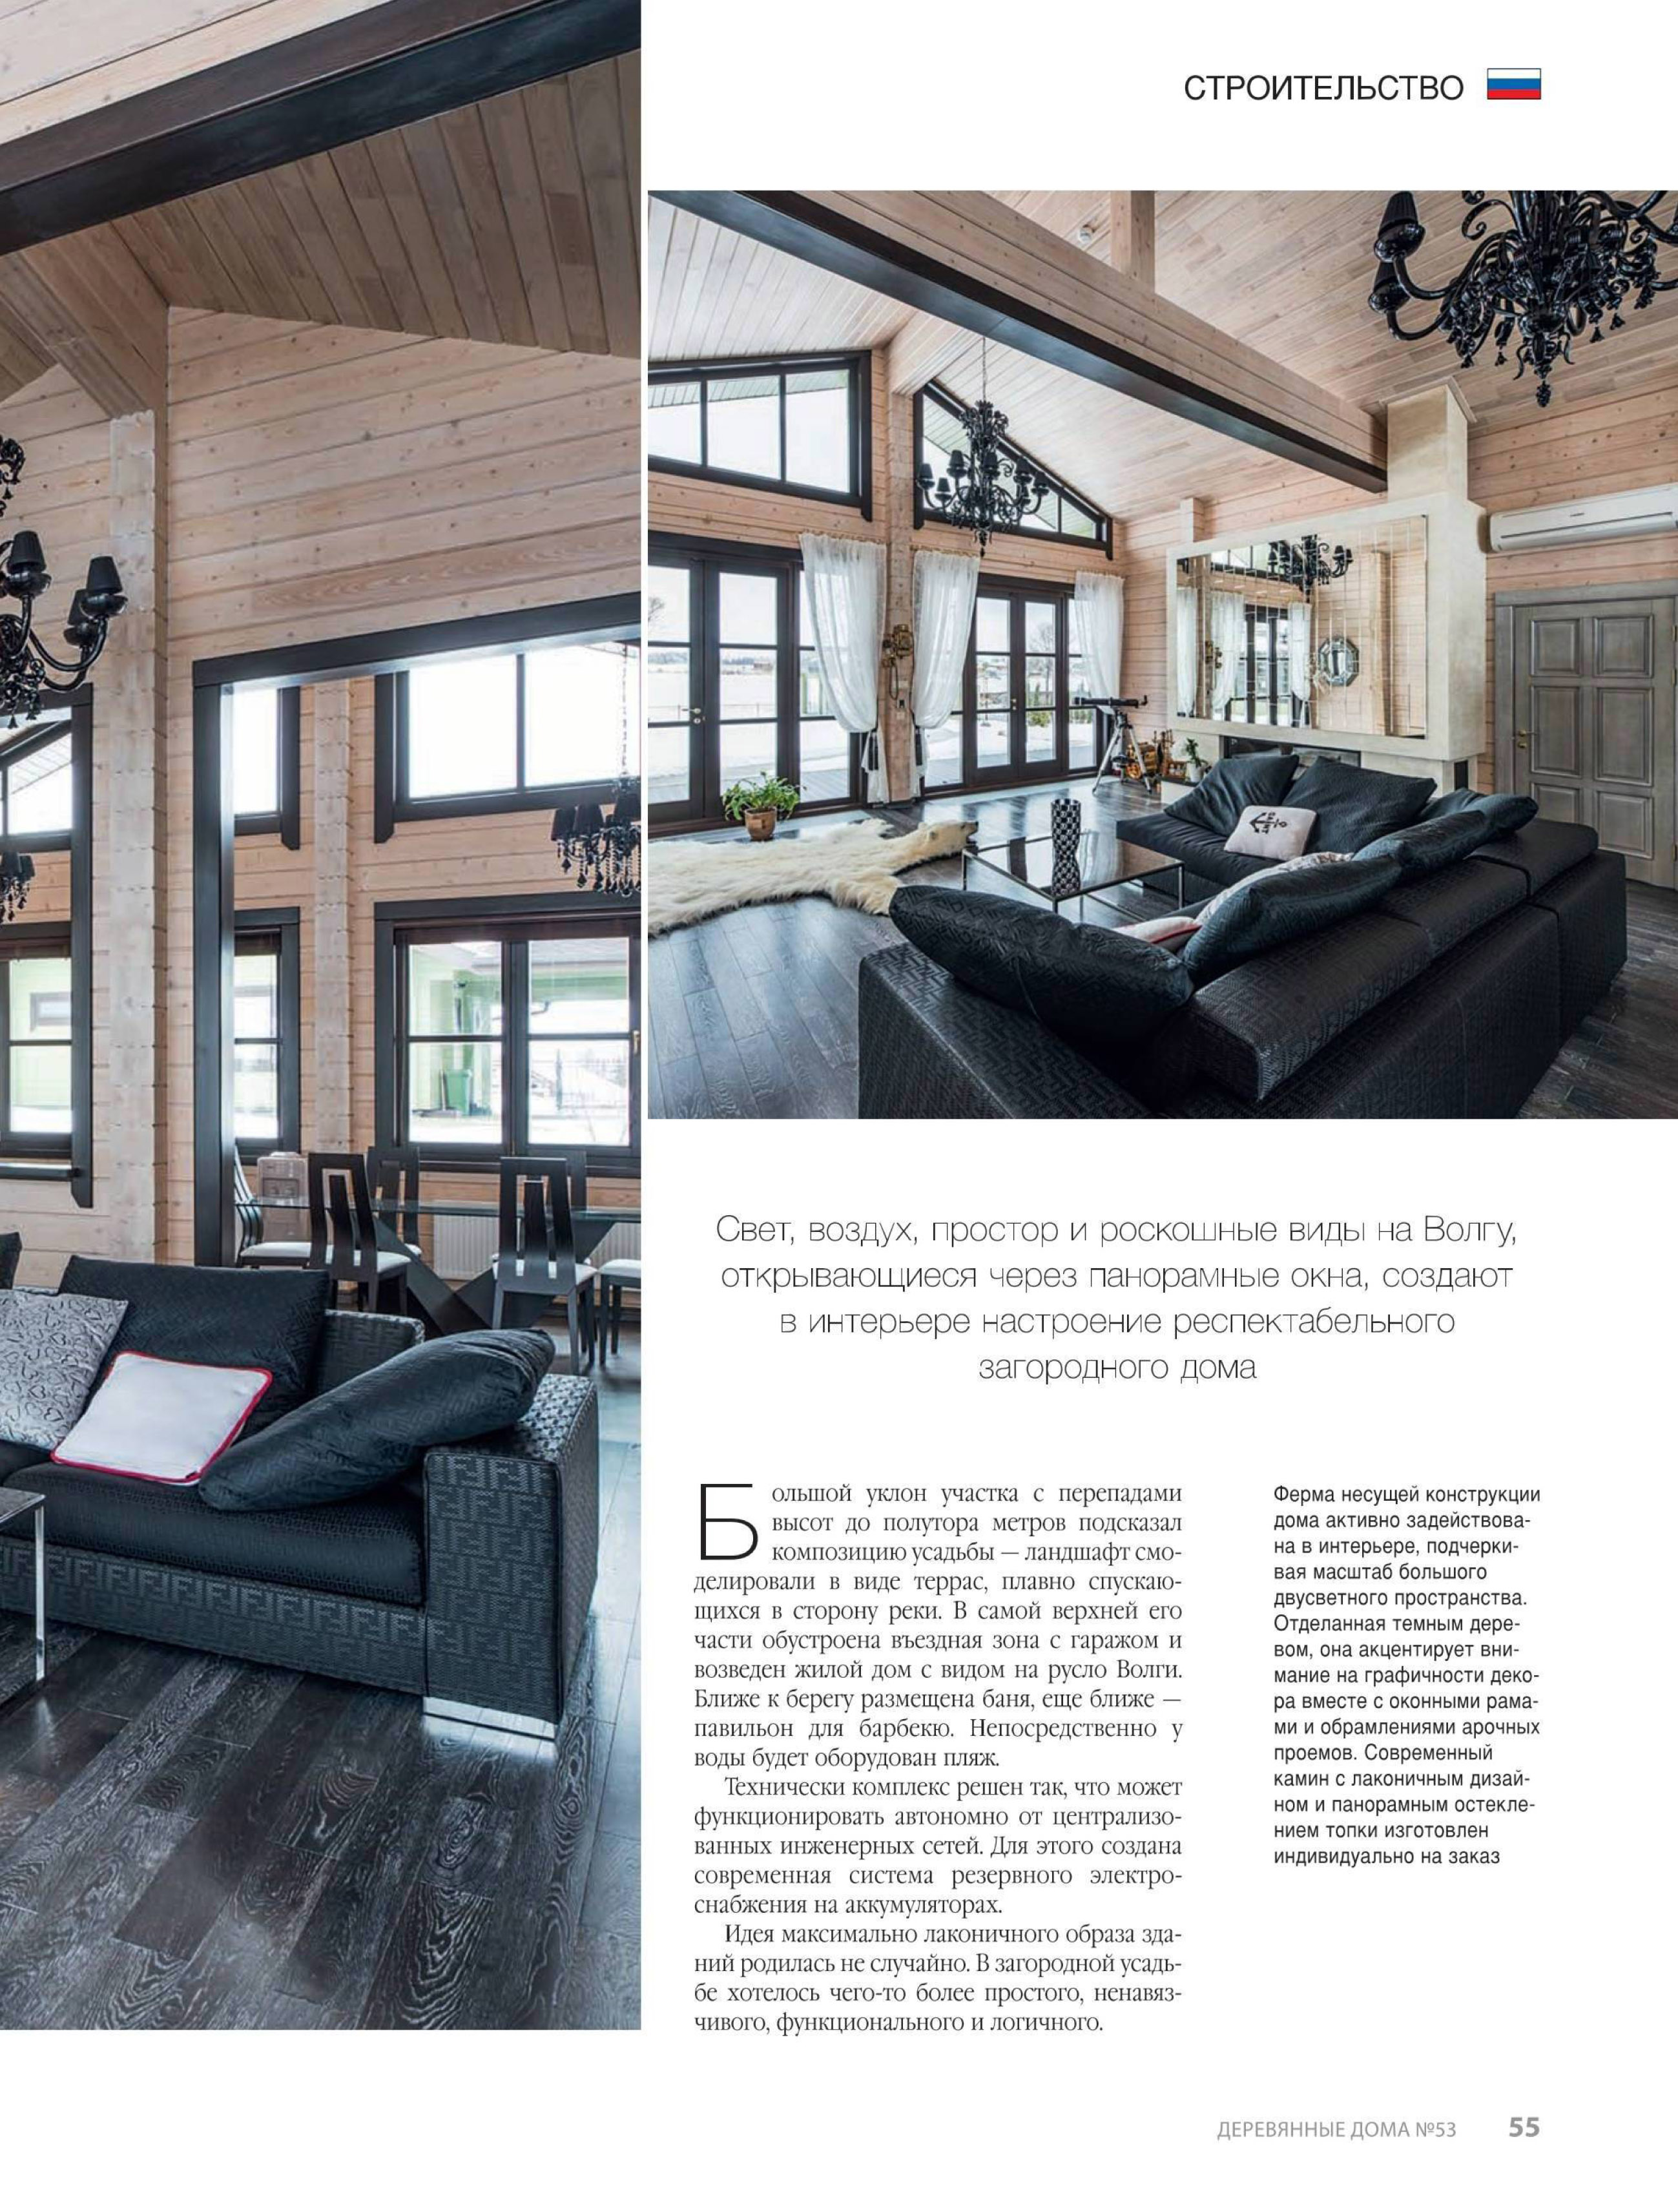 СТРОИТЕЛЬСТВО
Свет, воздух, простор и роскошные виды на Волгу,
открывающиеся через панорамные окна, создают
в интерьере настроение респектабельного
загородного дома
Большой уклон участка с перепадами
высот до полутора метров подсказал
композицию усадьбы — ландшафт смо-
делировали в виде террас, плавно спускаю-
щихся в сторону реки. В самой верхней его
части обустроена въездная зона с гаражом и
возведен жилой дом с видом на русло Волги.
Ближе к берегу размещена баня, еще ближе —
павильон для барбекю. Непосредственно у
воды будет оборудован пляж.
Технически комплекс решен так, что может
функционировать автономно от централизо-
ванных инженерных сетей. Для этого создана
современная система резервного электро-
снабжения на аккумуляторах.
Идея максимально лаконичного образа зда-
ний родилась не случайно. В загородной усадь-
бе хотелось чего-то более простого, ненавяз-
чивого, функционального и логичного.
Ферма несущей конструкции
дома активно задействова-
на в интерьере, подчерки-
вая масштаб большого
двусветного пространства.
Отделанная темным дере-
вом, она акцентирует вни-
мание на графичности деко-
ра вместе с оконными рама-
ми и обрамлениями арочных
проемов. Современный
камин с лаконичным дизай-
ном и панорамным остекле-
нием топки изготовлен
индивидуально на заказ
ДЕРЕВЯННЫЕ ДОМА №53 55